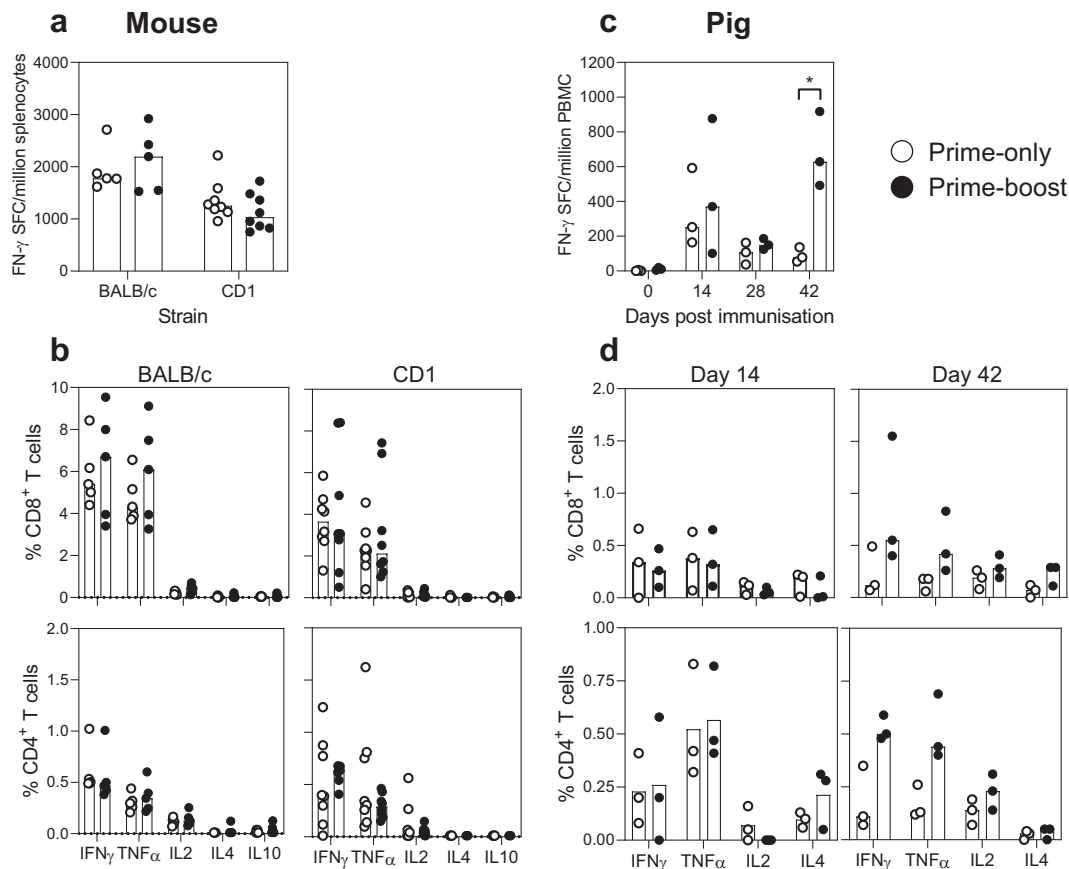 a Mouse
FN-γ SFC/million splenocytes
4000
3000
2000
1000
0
BALB/c CD1
Strain
c Pig
FN-γ SFC/million PBMC
1200
1000
800
600
400
200
0
*
0 14 28 42
Days post immunisation
Prime-only
Prime-boost
b
BALB/c CD1
% CD8+ T cells
10
8
6
4
2
0
% CD4+ T cells
2.0
1.5
1.0
0.5
0.0
IFNγ TNFα IL2 IL4 IL10 IFNγ TNFα IL2 IL4 IL10
d
Day 14 Day 42
% CD8+ T cells
2.0
1.5
1.0
0.5
0.0
% CD4+ T cells
1.00
0.75
0.50
0.25
0.00
IFNγ TNFα IL2 IL4 IFNγ TNFα IL2 IL4